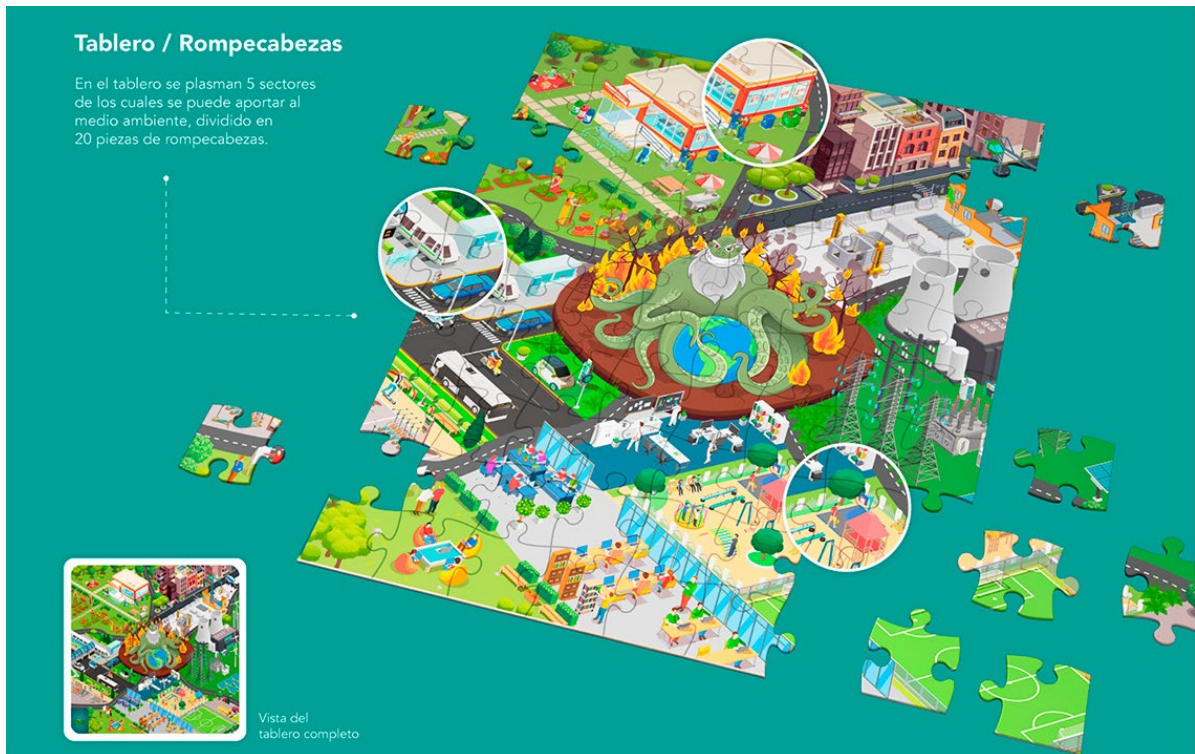 Tablero / Rompecabezas
En el tablero se plasman 5 sectores
de los cuales se puede aportar al
medio ambiente, dividido en
20 piezas de rompecabezas.
Vista del
tablero completo